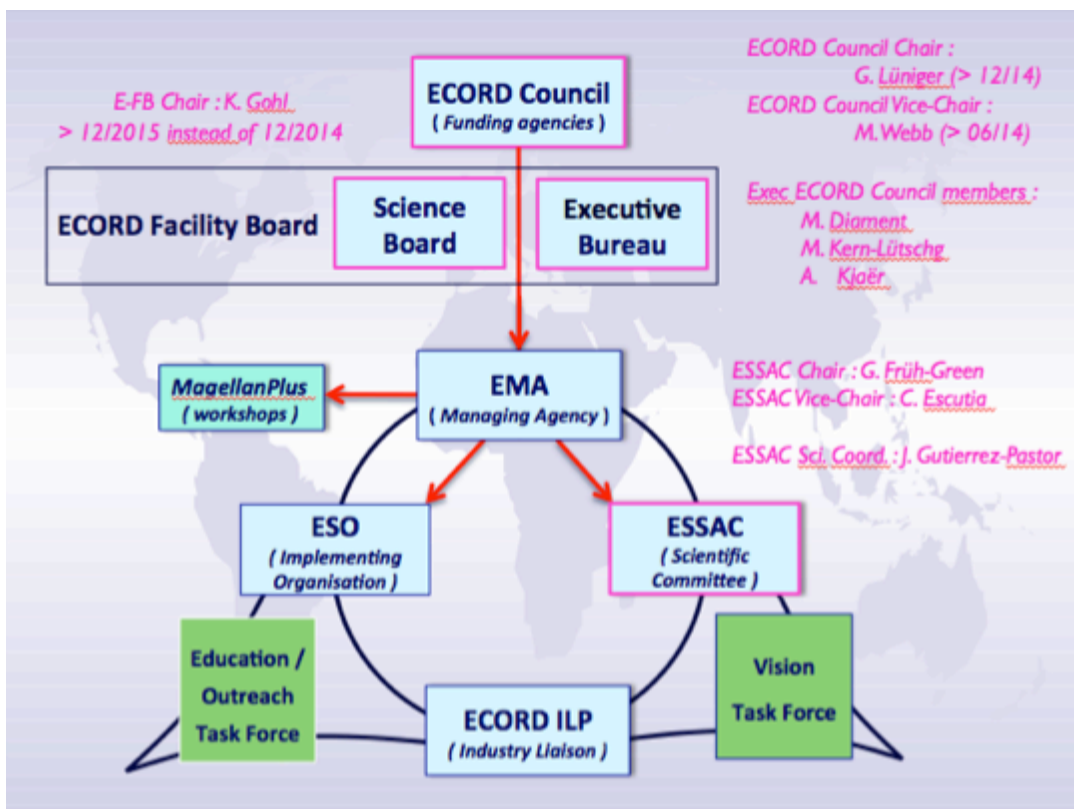 ECORD Council
( Funding agencies )
E-FB Chair : K. Gohl
> 12/2015 instead of 12/2014
ECORD Council Chair :
G. Lüniger (> 12/14)
ECORD Council Vice-Chair :
M. Webb (> 06/14)
ECORD Facility Board
Science
Board
Executive
Bureau
Exec ECORD Council members :
M. Diament
M. Kern-Lütschg
A. Kjaër
MagellanPlus
( workshops )
EMA
( Managing Agency )
ESSAC Chair : G. Früh-Green
ESSAC Vice-Chair : C. Escutia
ESSAC Sci. Coord. : J. Gutierrez-Pastor
ESO
( Implementing
Organisation )
ESSAC
( Scientific
Committee )
Education /
Outreach
Task Force
ECORD ILP
( Industry Liaison )
Vision
Task Force